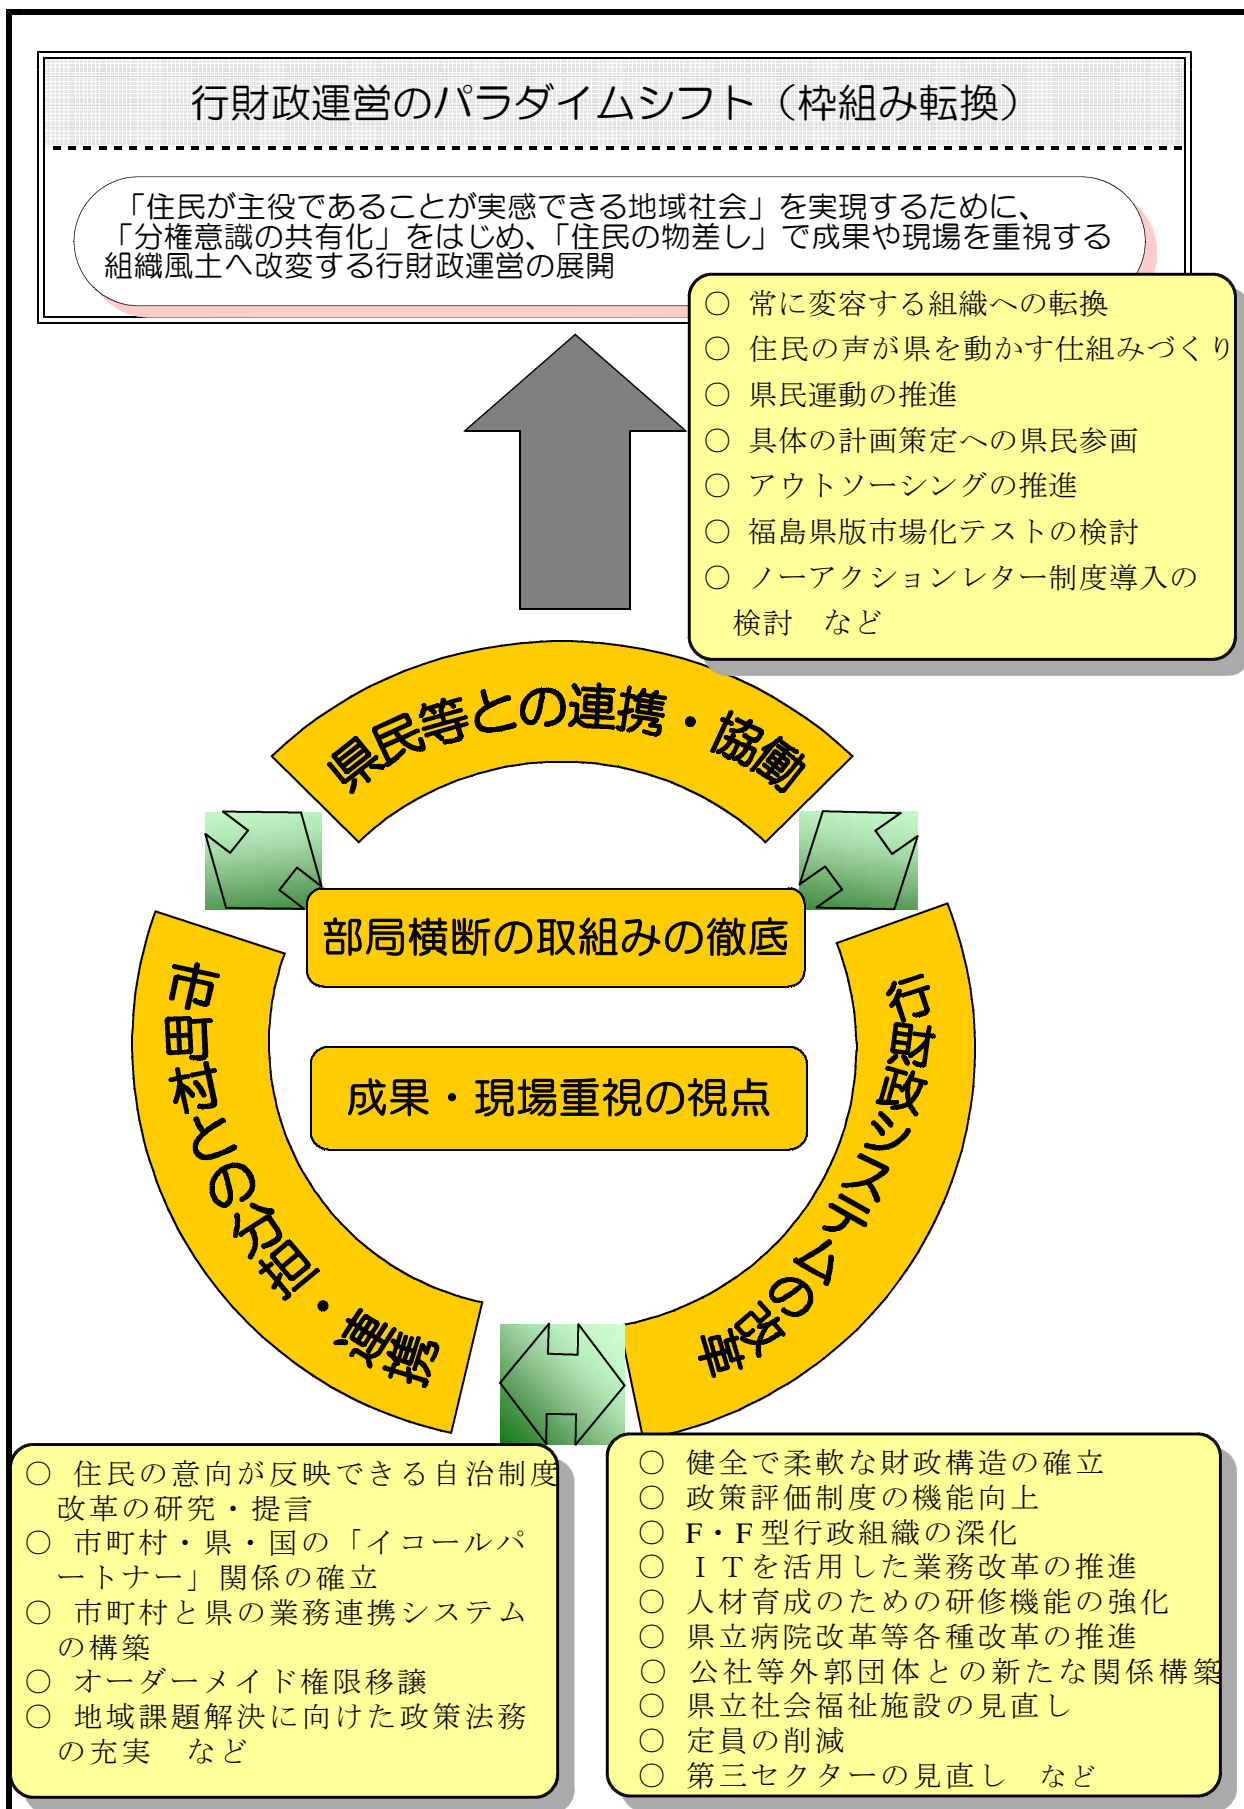 行財政運営のパラダイムシフト（枠組み転換）
「住民が主役であることが実感できる地域社会」を実現するために、
「分権意識の共有化」をはじめ、「住民の物差し」で成果や現場を重視する
組織風土へ改変する行財政運営の展開
○ 常に変容する組織への転換
○ 住民の声が県を動かす仕組みづくり
○ 県民運動の推進
○ 具体の計画策定への県民参画
○ アウトソーシングの推進
○ 福島県版市場化テストの検討
○ ノーアクションレター制度導入の
検討　など
県民等との連携・協働
部局横断の取組みの徹底
成果・現場重視の視点
市町村との分担・連携
行財政システムの改革
○ 住民の意向が反映できる自治制度
改革の研究・提言
○ 市町村・県・国の「イコールパ
ートナー」関係の確立
○ 市町村と県の業務連携システム
の構築
○ オーダーメイド権限移譲
○ 地域課題解決に向けた政策法務
の充実　など
○ 健全で柔軟な財政構造の確立
○ 政策評価制度の機能向上
○ F・F型行政組織の深化
○ ＩＴを活用した業務改革の推進
○ 人材育成のための研修機能の強化
○ 県立病院改革等各種改革の推進
○ 公社等外郭団体との新たな関係構築
○ 県立社会福祉施設の見直し
○ 定員の削減
○ 第三セクターの見直し　など